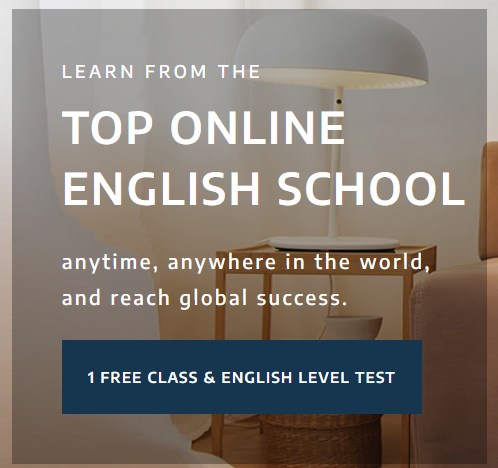 LEARN FROM THE
TOP ONLINE
ENGLISH SCHOOL
anytime, anywhere in the world,
and reach global success.
1 FREE CLASS & ENGLISH LEVEL TEST